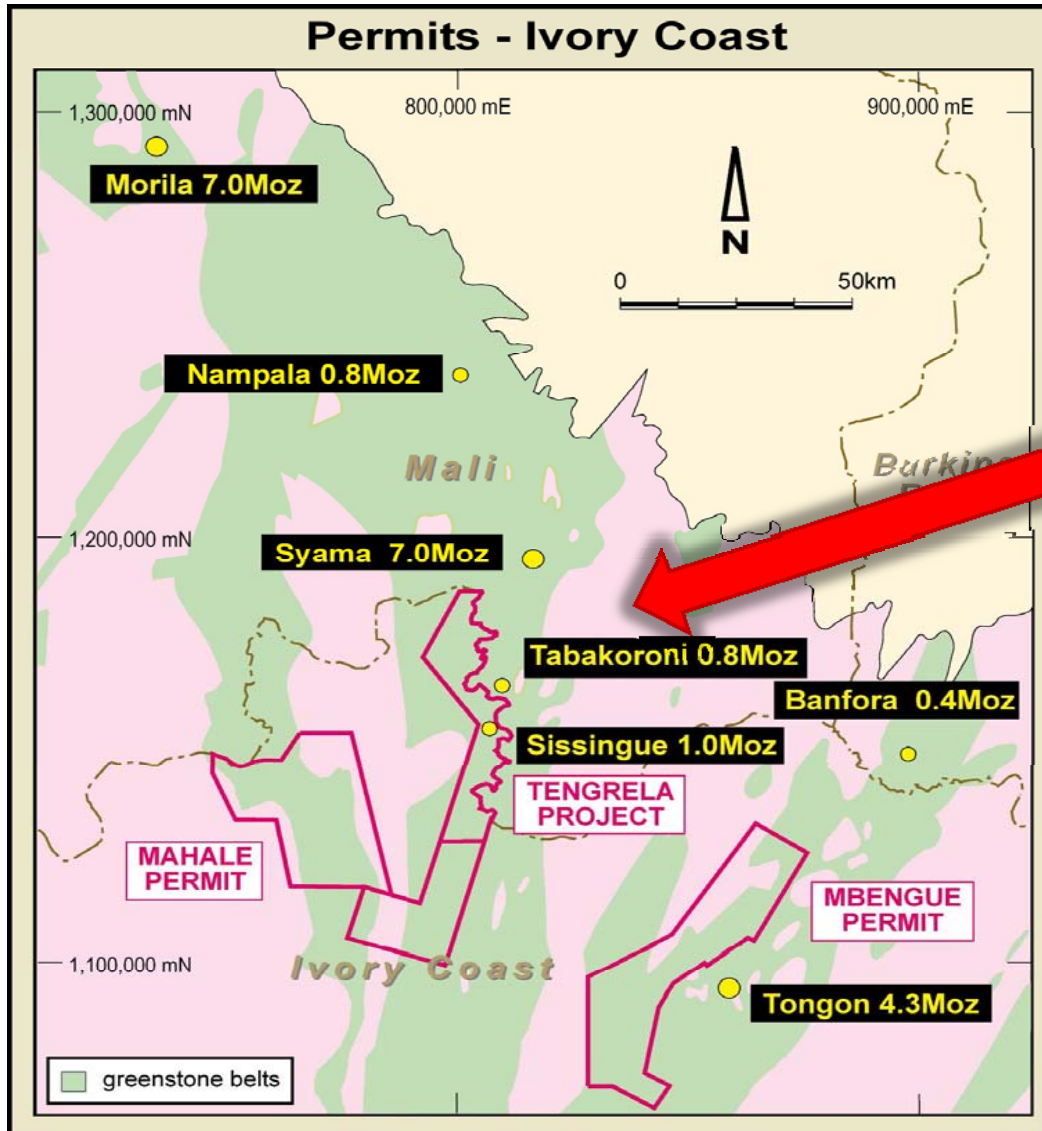 Permits - Ivory Coast
1,300,000 mN
800,000 mE
900,000 mE
Morila 7.0Moz
N
0
50km
Nampala 0.8Moz
Mali
Burkina
1,200,000 mN
Syama 7.0Moz
Tabakoroni 0.8Moz
Banfora 0.4Moz
Sissingue 1.0Moz
TENGRELA
PROJECT
MAHALE
PERMIT
MBENGUE
PERMIT
1,100,000 mN
Ivory Coast
Tongon 4.3Moz
greenstone belts